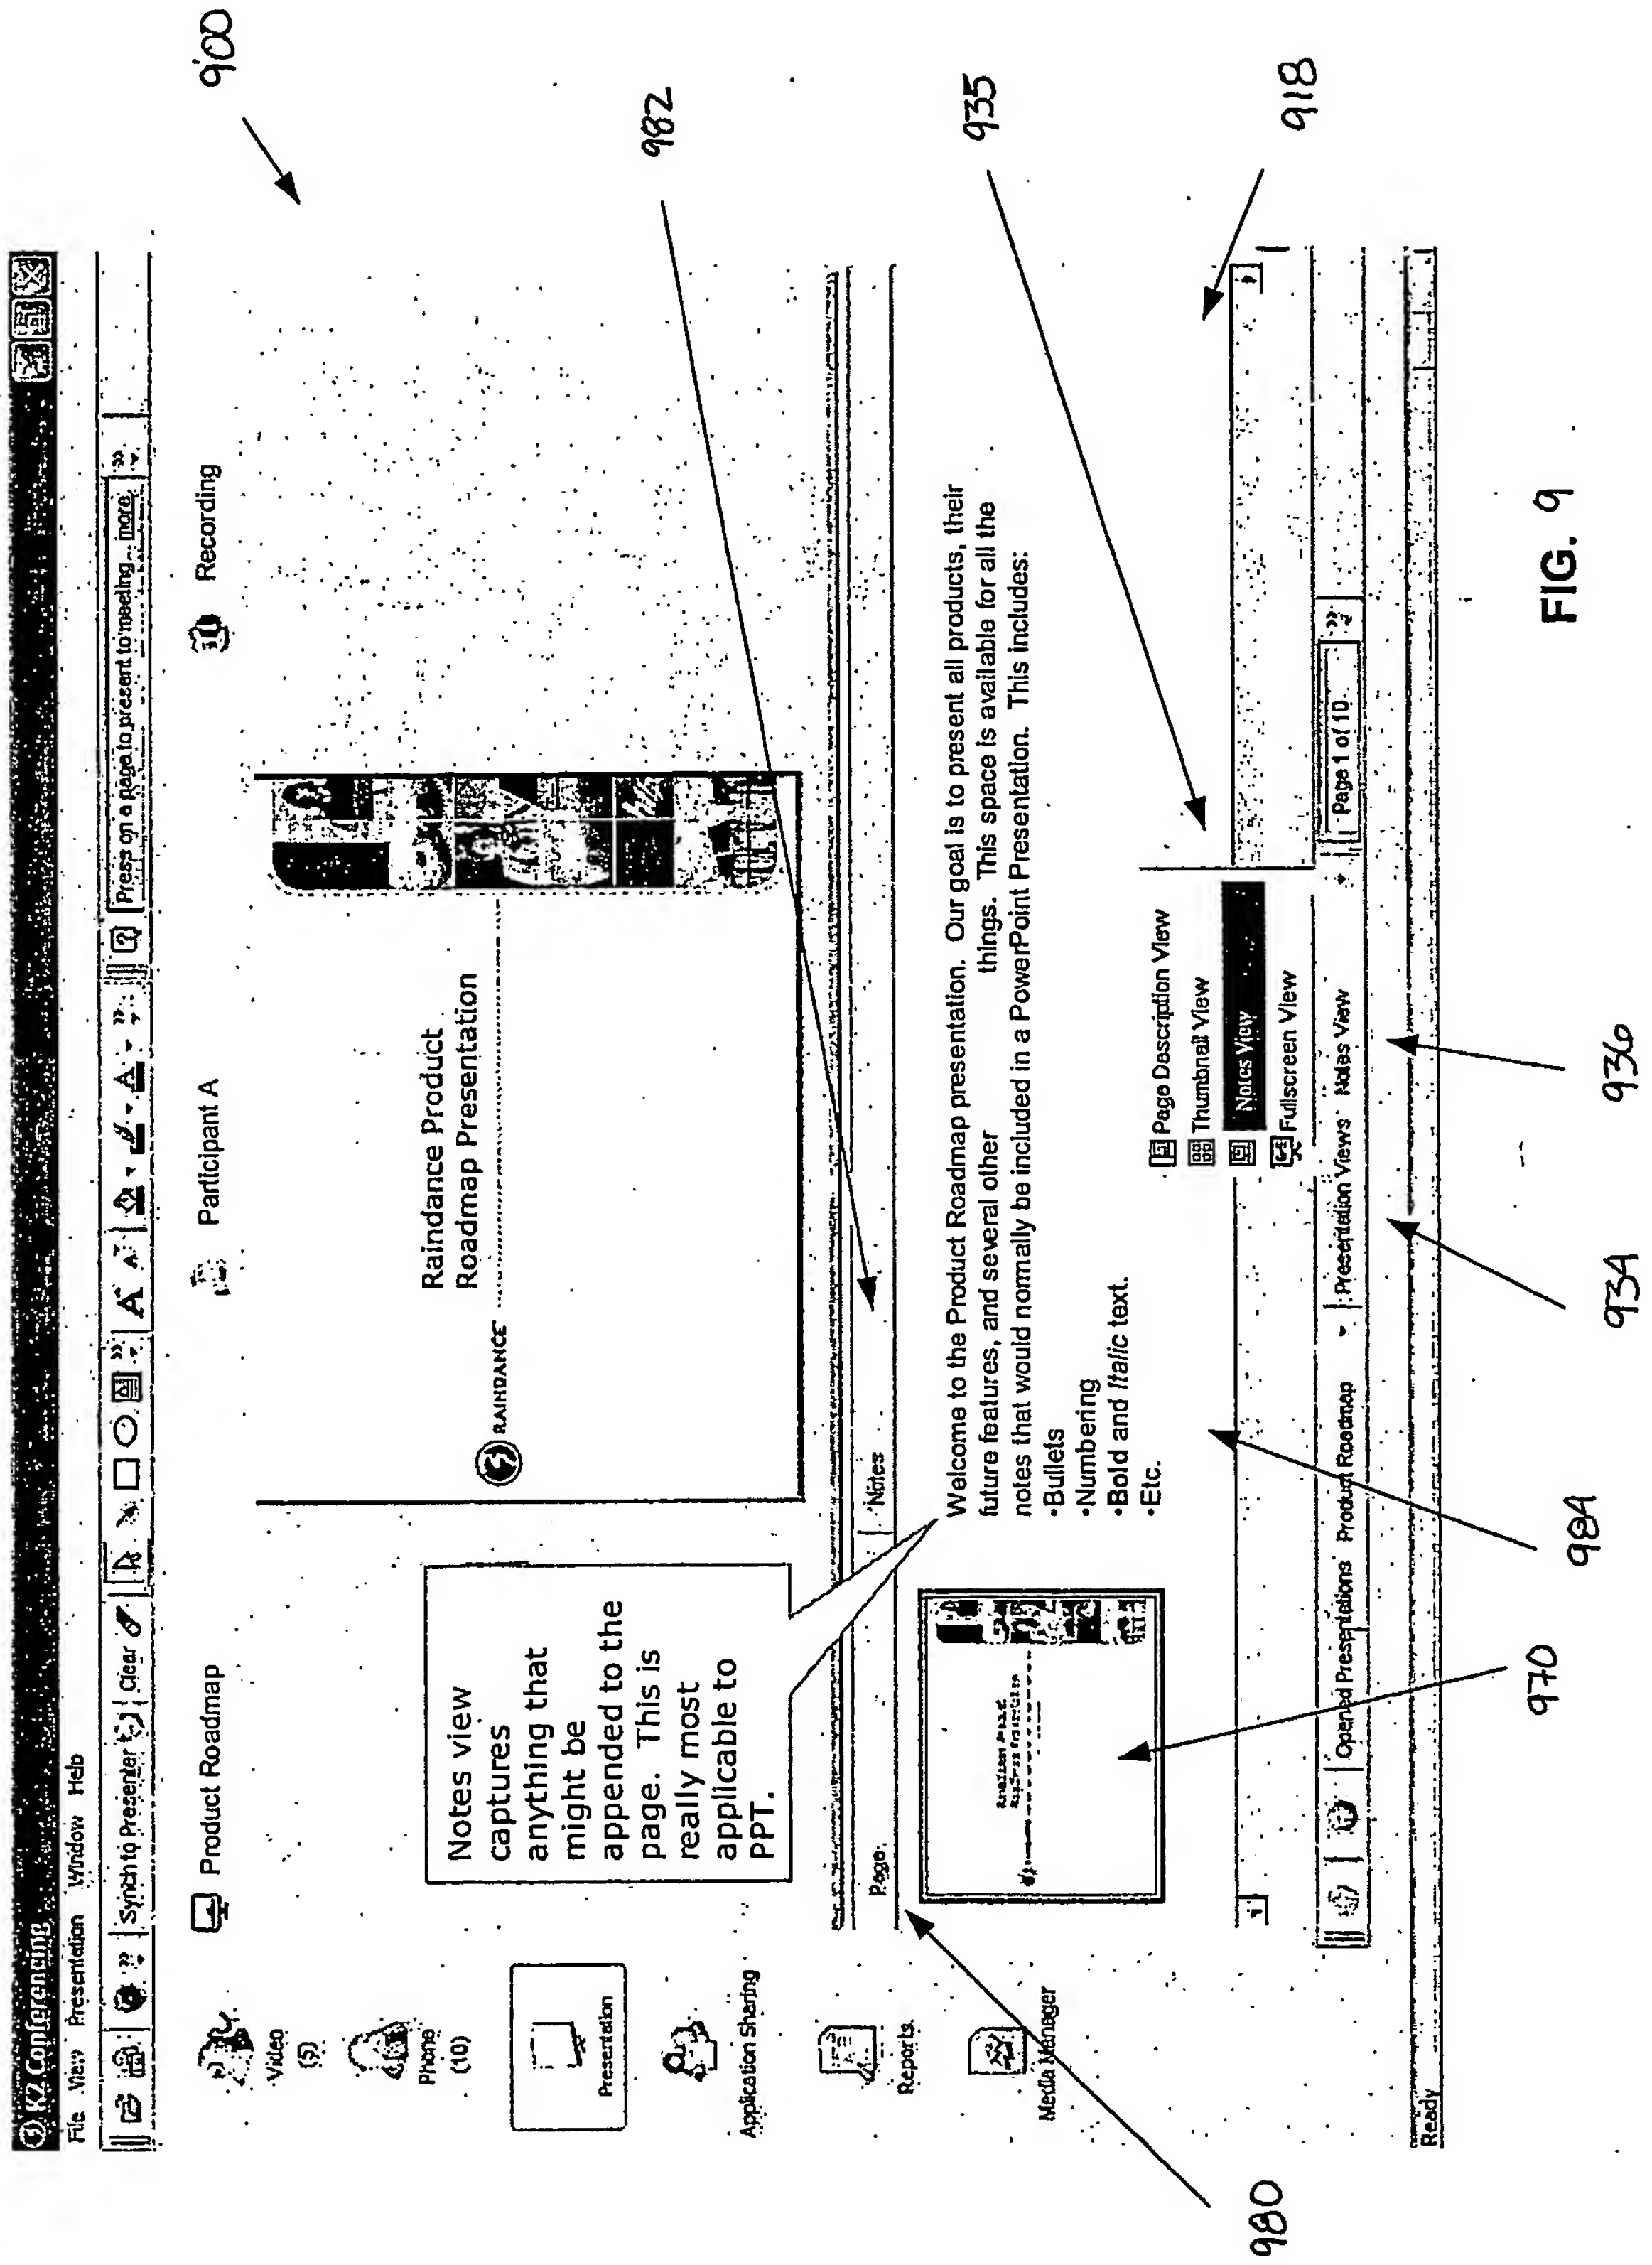 900
K2 Conferencing
File View Presentation Window Help
Synch to Presenter clear
Press on a page to present to meeting... more
Product Roadmap
Participant A
Recording
Video
(5)
Phone
(10)
Presentation
Application Sharing
Reports
Media Manager
Notes view
captures
anything that
might be
appended to the
page. This is
really most
applicable to
PPT.
Raindance Product
Roadmap Presentation
RAINDANCE
982
Page
Notes
Welcome to the Product Roadmap presentation. Our goal is to present all products, their
future features, and several other things. This space is available for all the
notes that would normally be included in a PowerPoint Presentation. This includes:
•Bullets
•Numbering
•Bold and Italic text.
•Etc.
935
918
Page Description View
Thumbnail View
Notes View
Fullscreen View
Opened Presentations Product Roadmap
Presentation Views Notes View
Page 1 of 10
Ready
980
970
984
934
936
FIG. 9